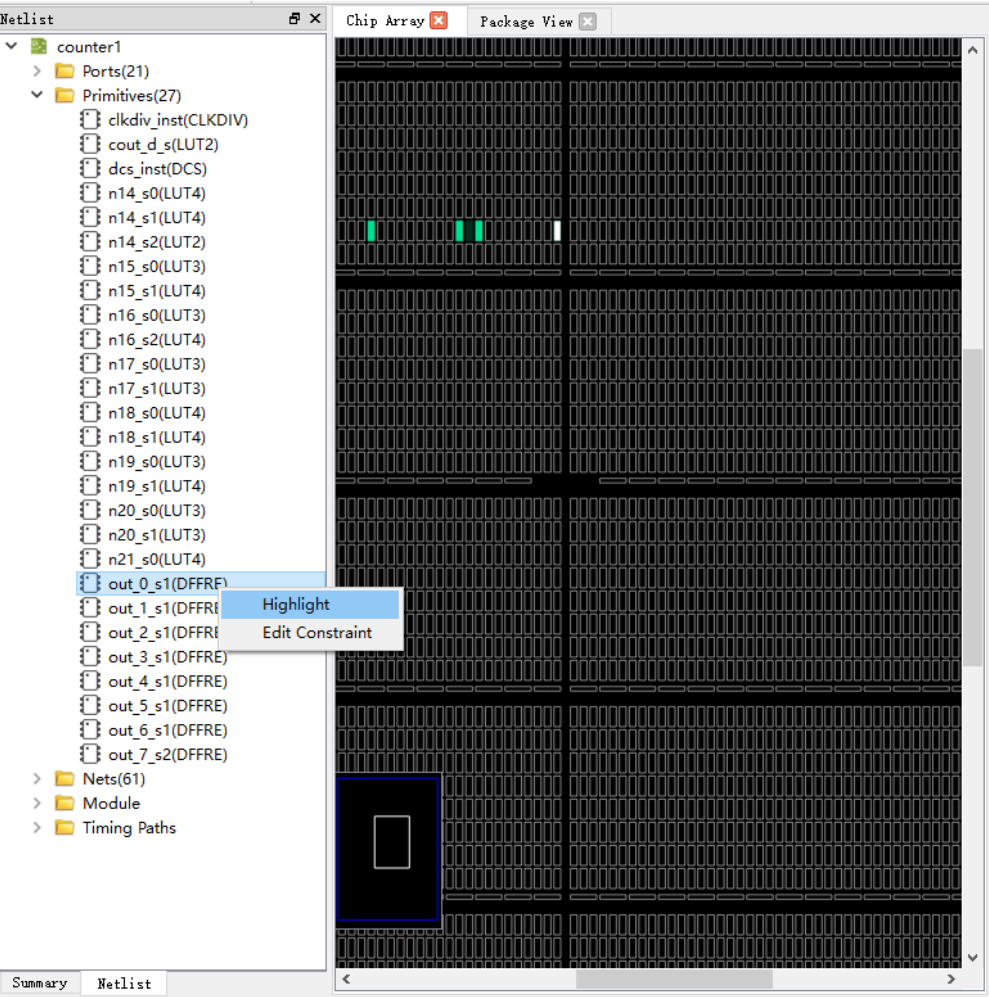 Netlist
Chip Array
Package View
counter1
Ports(21)
Primitives(27)
clkdiv_inst(CLKDIV)
cout_d_s(LUT2)
dcs_inst(DCS)
n14_s0(LUT4)
n14_s1(LUT4)
n14_s2(LUT2)
n15_s0(LUT3)
n15_s1(LUT4)
n16_s0(LUT3)
n16_s2(LUT4)
n17_s0(LUT3)
n17_s1(LUT3)
n18_s0(LUT4)
n18_s1(LUT4)
n19_s0(LUT3)
n19_s1(LUT4)
n20_s0(LUT3)
n20_s1(LUT3)
n21_s0(LUT4)
out_0_s1(DFFRE)
out_1_s1(DFFRE
out_2_s1(DFFRE
out_3_s1(DFFRE)
out_4_s1(DFFRE)
out_5_s1(DFFRE)
out_6_s1(DFFRE)
out_7_s2(DFFRE)
Nets(61)
Module
Timing Paths
Highlight
Edit Constraint
Summary
Netlist